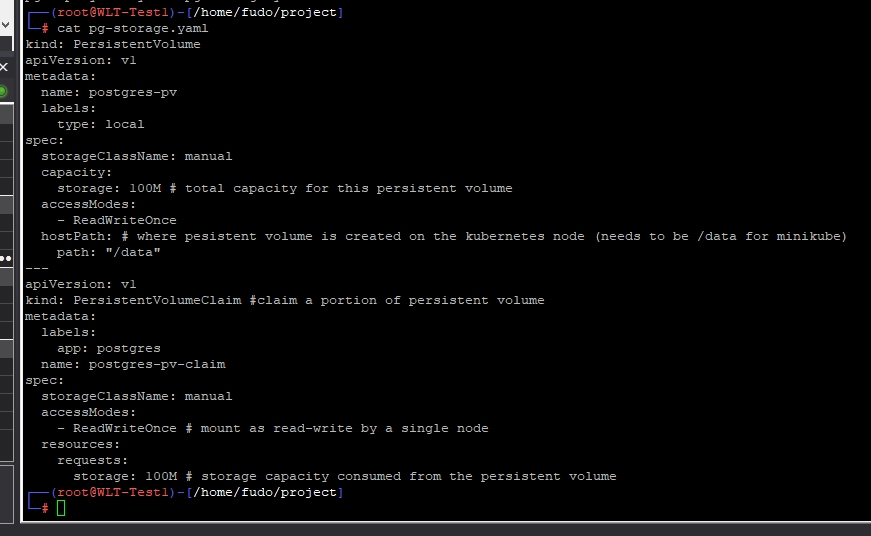 ┌──(root@WLT-Test1)-[/home/fudo/project]
└─# cat pg-storage.yaml
kind: PersistentVolume
apiVersion: v1
metadata:
  name: postgres-pv
  labels:
    type: local
spec:
  storageClassName: manual
  capacity:
    storage: 100M # total capacity for this persistent volume
  accessModes:
    - ReadWriteOnce
  hostPath: # where pesistent volume is created on the kubernetes node (needs to be /data for minikube)
    path: "/data"
---
apiVersion: v1
kind: PersistentVolumeClaim #claim a portion of persistent volume
metadata:
  labels:
    app: postgres
  name: postgres-pv-claim
spec:
  storageClassName: manual
  accessModes:
    - ReadWriteOnce # mount as read-write by a single node
  resources:
    requests:
      storage: 100M # storage capacity consumed from the persistent volume
┌──(root@WLT-Test1)-[/home/fudo/project]
└─#